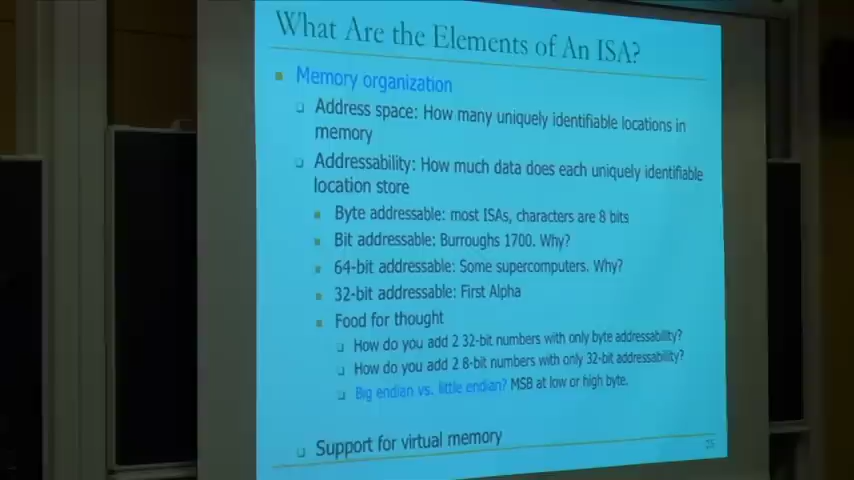 What Are the Elements of An ISA?
Memory organization
Address space: How many uniquely identifiable locations in
memory
Addressability: How much data does each uniquely identifiable
location store
Byte addressable: most ISAs, characters are 8 bits
Bit addressable: Burroughs 1700. Why?
64-bit addressable: Some supercomputers. Why?
32-bit addressable: First Alpha
Food for thought
How do you add 2 32-bit numbers with only byte addressability?
How do you add 2 8-bit numbers with only 32-bit addressability?
Big endian vs. little endian? MSB at low or high byte.
Support for virtual memory